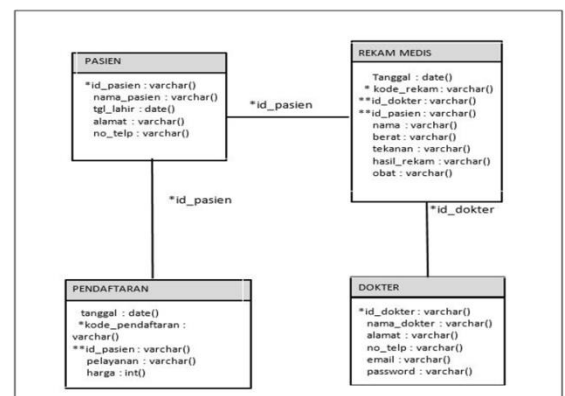 PASIEN
*id_pasien : varchar()
nama_pasien : varchar()
tgl_lahir : date()
alamat : varchar()
no_telp : varchar()
*id_pasien
REKAM MEDIS
Tanggal : date()
* kode_rekam : varchar()
**id_dokter : varchar()
**id_pasien : varchar()
nama : varchar()
berat : varchar()
tekanan : varchar()
hasil_rekam : varchar()
obat : varchar()
*id_pasien
*id_dokter
PENDAFTARAN
tanggal : date()
*kode_pendaftaran :
varchar()
**id_pasien : varchar()
pelayanan : varchar()
harga : int()
DOKTER
*id_dokter : varchar()
nama_dokter : varchar()
alamat : varchar()
no_telp : varchar()
email : varchar()
password : varchar()